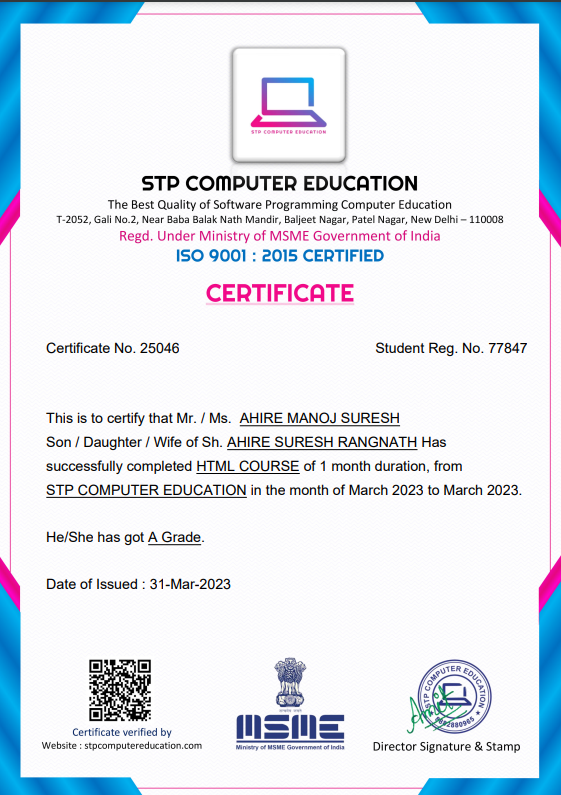 STP COMPUTER EDUCATION
STP COMPUTER EDUCATION
The Best Quality of Software Programming Computer Education
T-2052, Gali No.2, Near Baba Balak Nath Mandir, Baljeet Nagar, Patel Nagar, New Delhi – 110008
Regd. Under Ministry of MSME Government of India
ISO 9001 : 2015 CERTIFIED
CERTIFICATE
Certificate No. 25046 Student Reg. No. 77847
This is to certify that Mr. / Ms. AHIRE MANOJ SURESH
Son / Daughter / Wife of Sh. AHIRE SURESH RANGNATH Has
successfully completed HTML COURSE of 1 month duration, from
STP COMPUTER EDUCATION in the month of March 2023 to March 2023.
He/She has got A Grade.
Date of Issued : 31-Mar-2023
Certificate verified by
Website : stpcomputereducation.com
MSME
Ministry of MSME Government of India
STP COMPUTER EDUCATION
Director Signature & Stamp